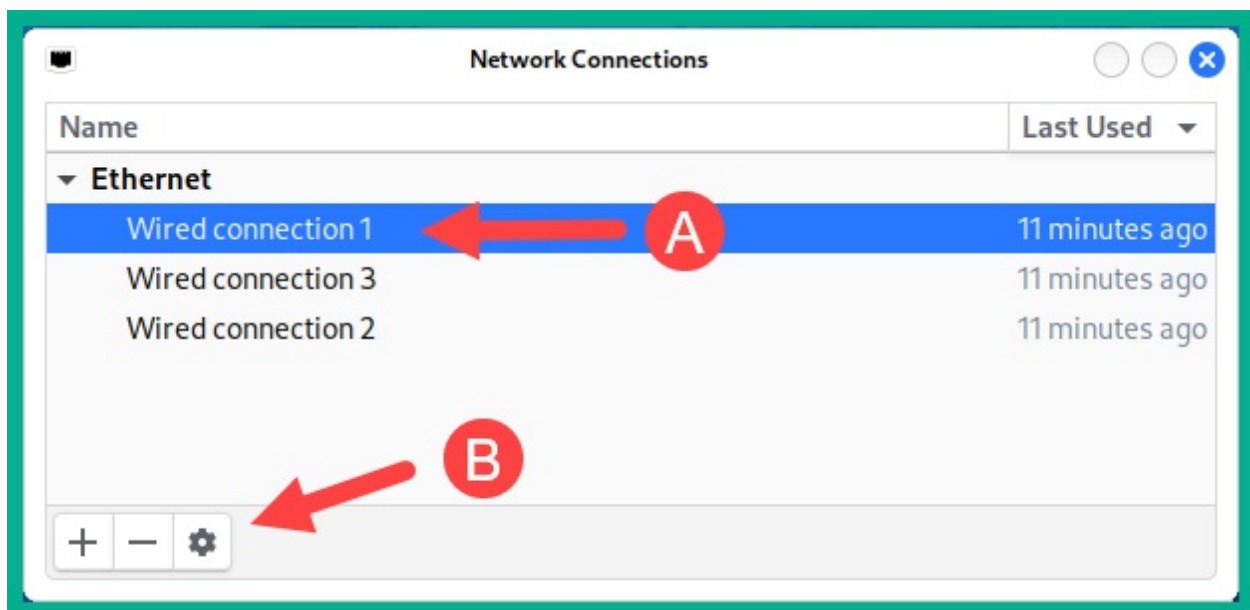 Network Connections
Name Last Used
Ethernet
Wired connection 1 A 11 minutes ago
Wired connection 3 11 minutes ago
Wired connection 2 11 minutes ago
B